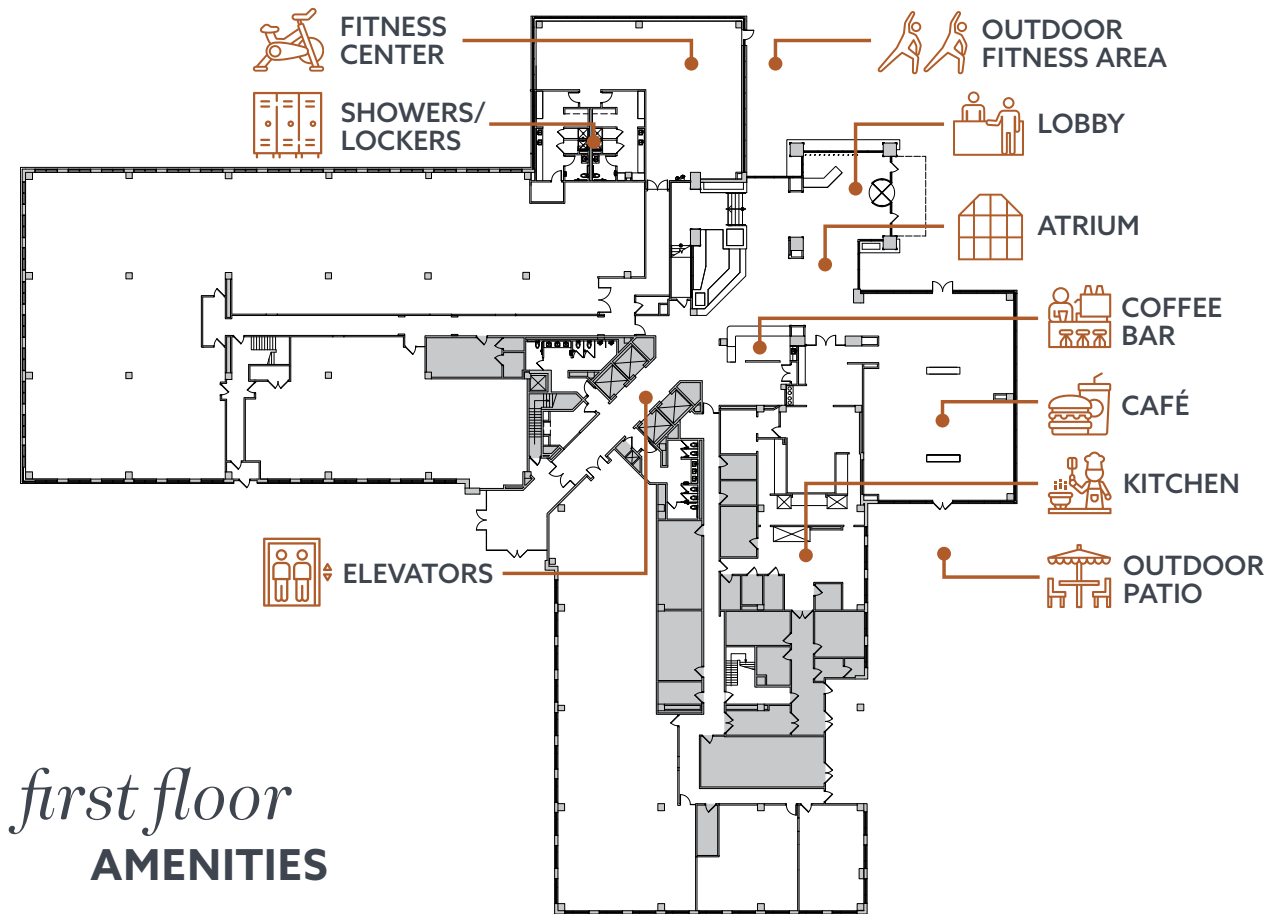 FITNESS
CENTER
OUTDOOR
FITNESS AREA
SHOWERS/
LOCKERS
LOBBY
ATRIUM
COFFEE
BAR
CAFÉ
KITCHEN
ELEVATORS
OUTDOOR
PATIO
first floor
AMENITIES